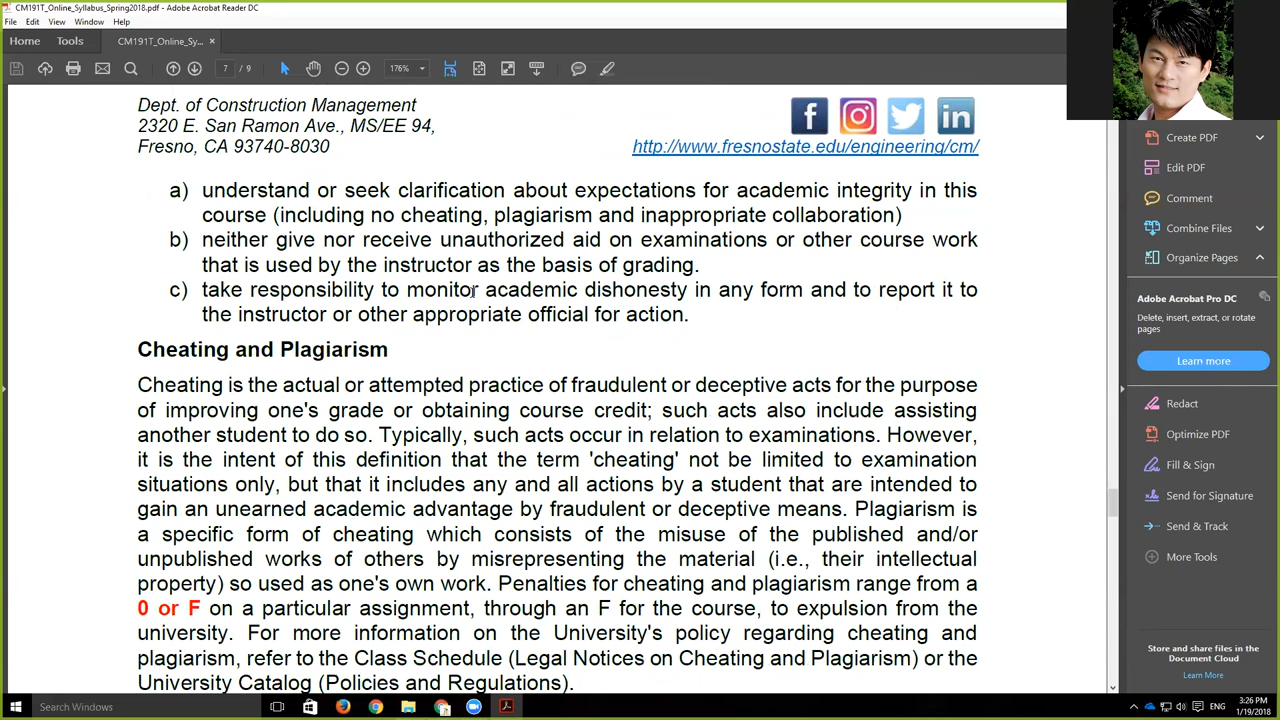 CM191T_Online_Syllabus_Spring2018.pdf - Adobe Acrobat Reader DC
File Edit View Window Help
Home Tools CM191T_Online_Sy... ×
7 / 9 176%
Dept. of Construction Management
2320 E. San Ramon Ave., MS/EE 94,
Fresno, CA 93740-8030
http://www.fresnostate.edu/engineering/cm/
a) understand or seek clarification about expectations for academic integrity in this
course (including no cheating, plagiarism and inappropriate collaboration)
b) neither give nor receive unauthorized aid on examinations or other course work
that is used by the instructor as the basis of grading.
c) take responsibility to monitor academic dishonesty in any form and to report it to
the instructor or other appropriate official for action.
Cheating and Plagiarism
Cheating is the actual or attempted practice of fraudulent or deceptive acts for the purpose
of improving one's grade or obtaining course credit; such acts also include assisting
another student to do so. Typically, such acts occur in relation to examinations. However,
it is the intent of this definition that the term 'cheating' not be limited to examination
situations only, but that it includes any and all actions by a student that are intended to
gain an unearned academic advantage by fraudulent or deceptive means. Plagiarism is
a specific form of cheating which consists of the misuse of the published and/or
unpublished works of others by misrepresenting the material (i.e., their intellectual
property) so used as one's own work. Penalties for cheating and plagiarism range from a
0 or F on a particular assignment, through an F for the course, to expulsion from the
university. For more information on the University's policy regarding cheating and
plagiarism, refer to the Class Schedule (Legal Notices on Cheating and Plagiarism) or the
University Catalog (Policies and Regulations).
Create PDF
Edit PDF
Comment
Combine Files
Organize Pages
Adobe Acrobat Pro DC
Delete, insert, extract, or rotate
pages
Learn more
Redact
Optimize PDF
Fill & Sign
Send for Signature
Send & Track
More Tools
Store and share files in the
Document Cloud
Learn More
Search Windows
ENG
3:26 PM
1/19/2018